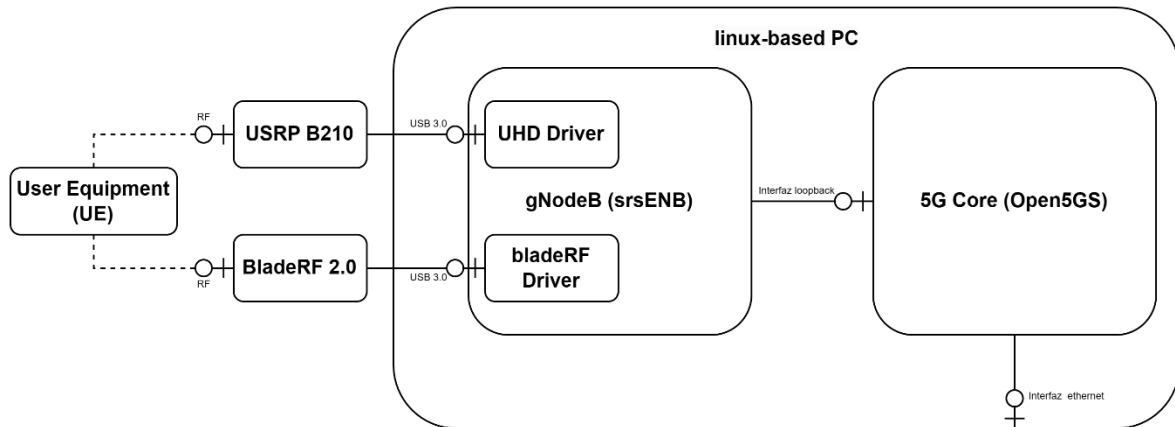 linux-based PC
RF
USRP B210
USB 3.0
UHD Driver
User Equipment
(UE)
gNodeB (srsENB)
Interfaz loopback
5G Core (Open5GS)
RF
BladeRF 2.0
USB 3.0
bladeRF
Driver
Interfaz ethernet